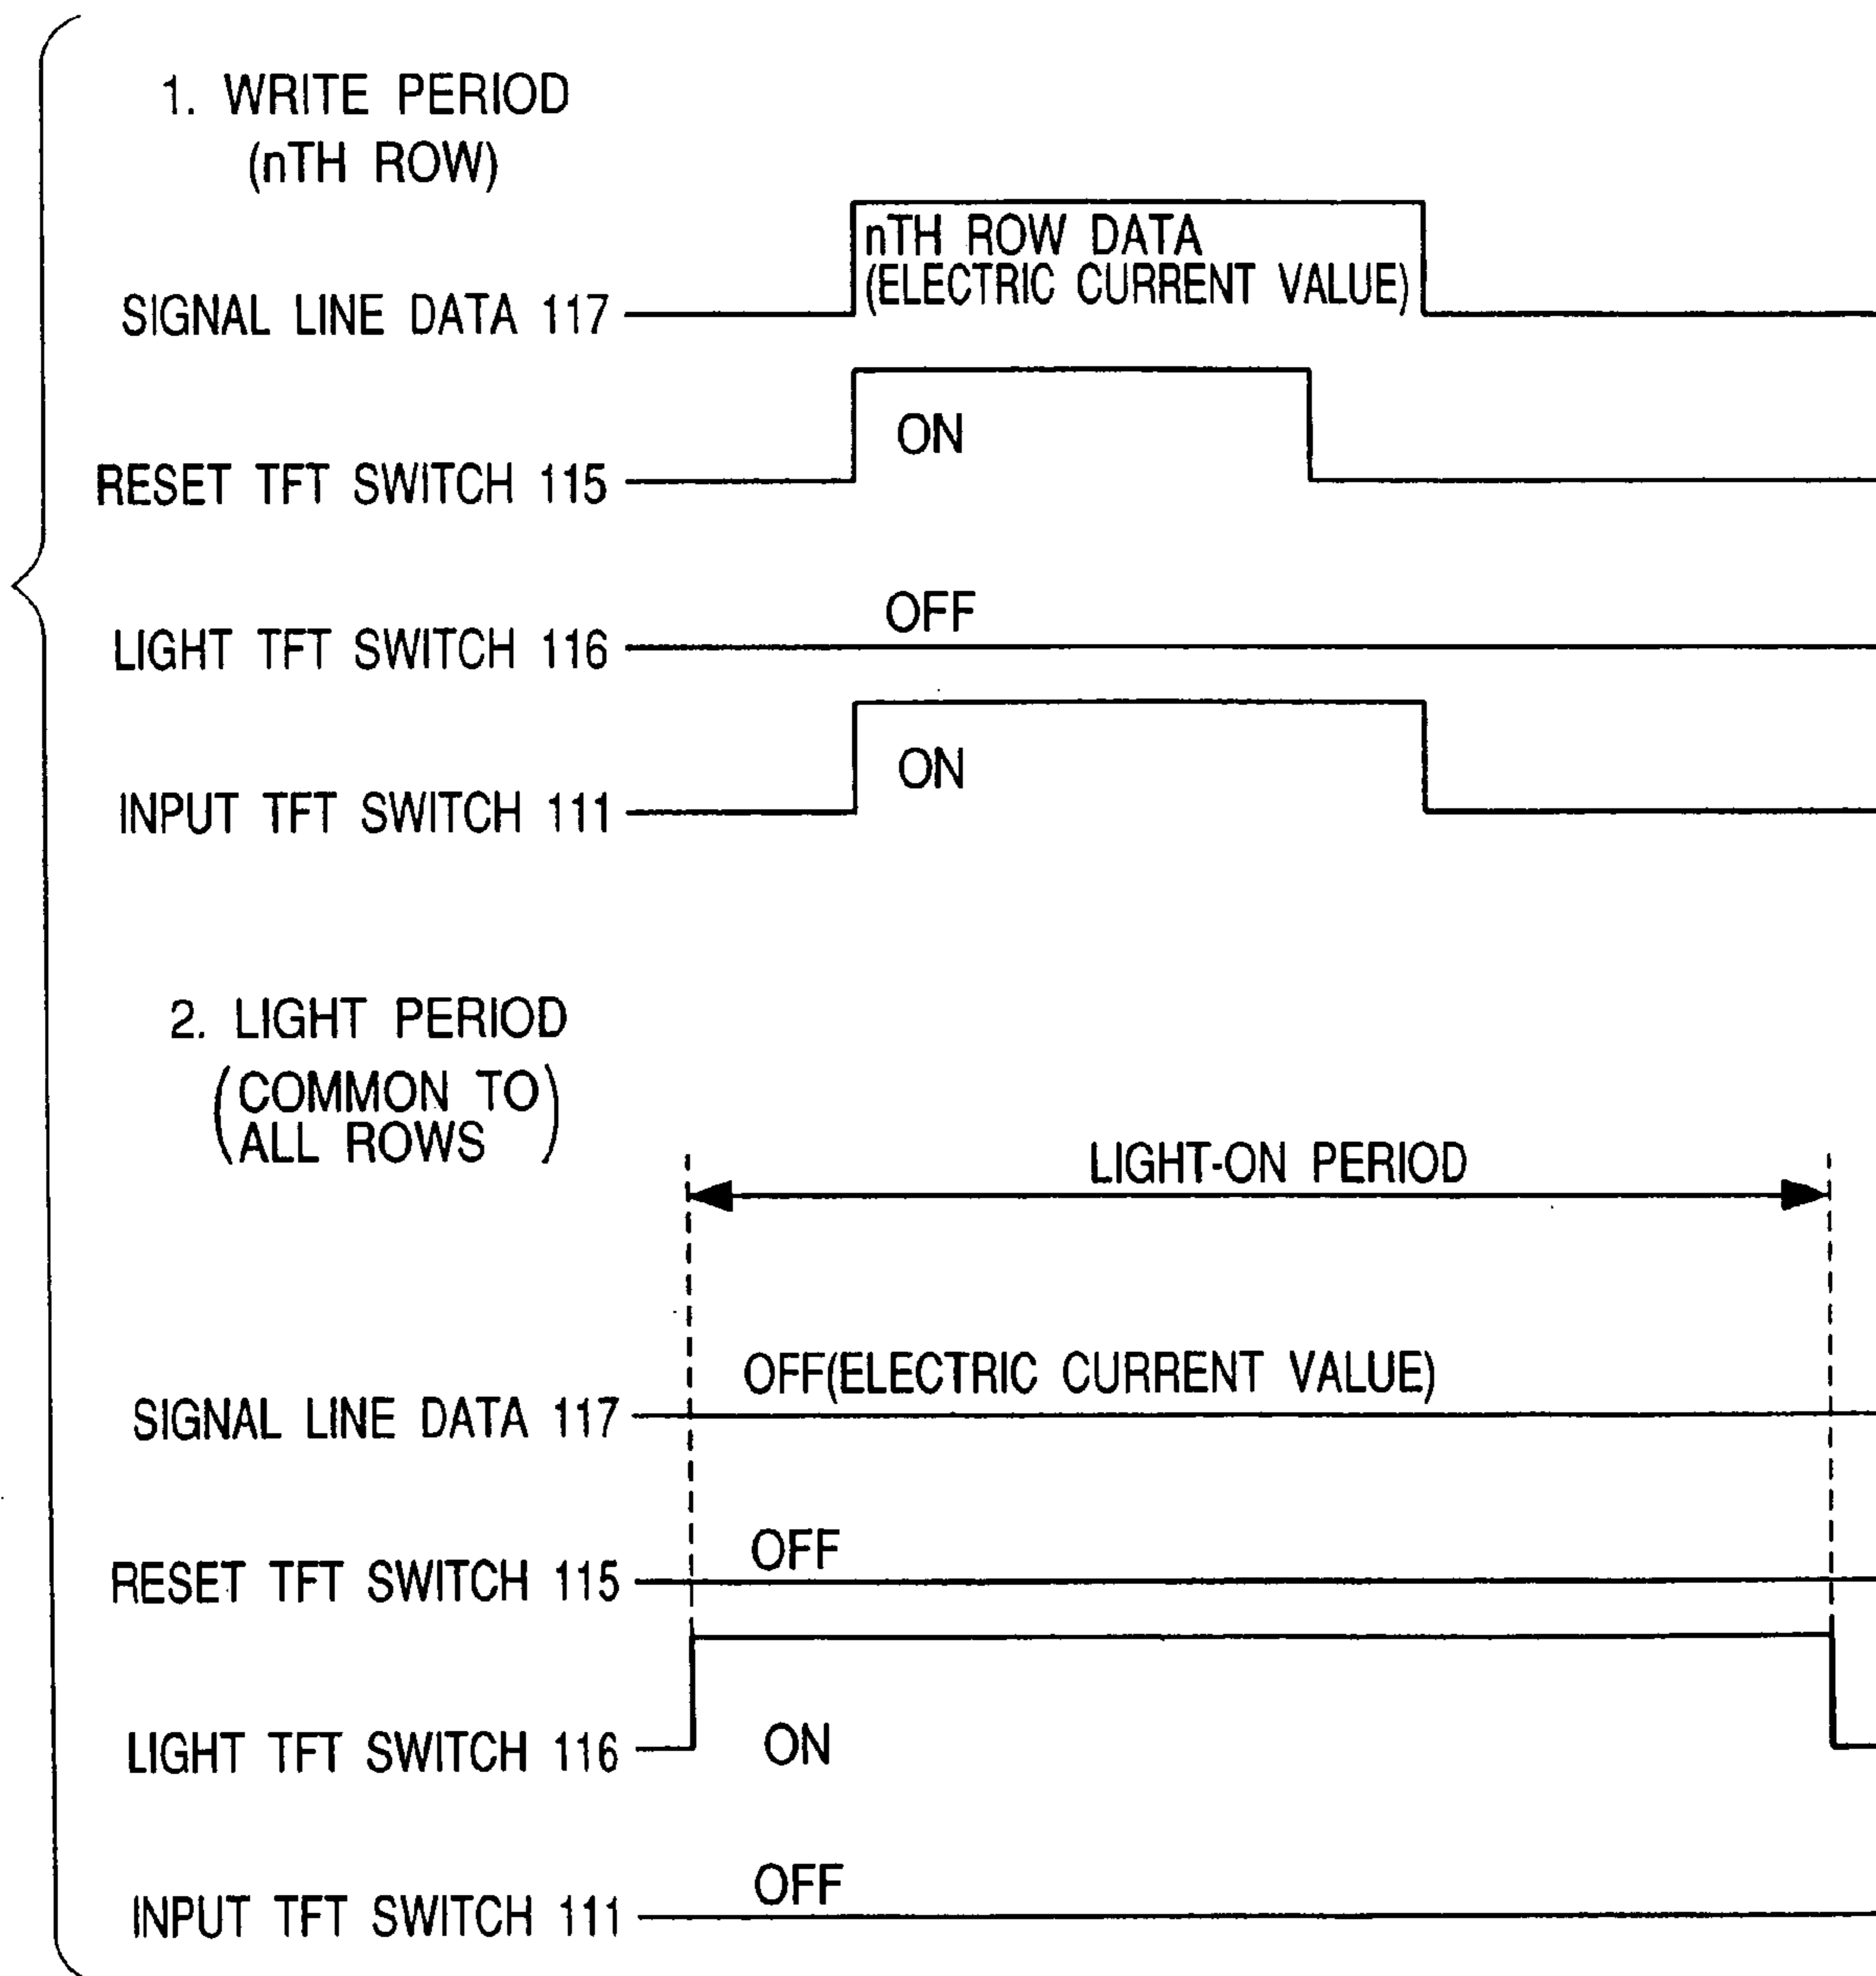 1. WRITE PERIOD
(nTH ROW)
nTH ROW DATA
(ELECTRIC CURRENT VALUE)
SIGNAL LINE DATA 117
ON
RESET TFT SWITCH 115
OFF
LIGHT TFT SWITCH 116
ON
INPUT TFT SWITCH 111
2. LIGHT PERIOD
(COMMON TO
ALL ROWS)
LIGHT-ON PERIOD
OFF(ELECTRIC CURRENT VALUE)
SIGNAL LINE DATA 117
OFF
RESET TFT SWITCH 115
LIGHT TFT SWITCH 116 ON
OFF
INPUT TFT SWITCH 111